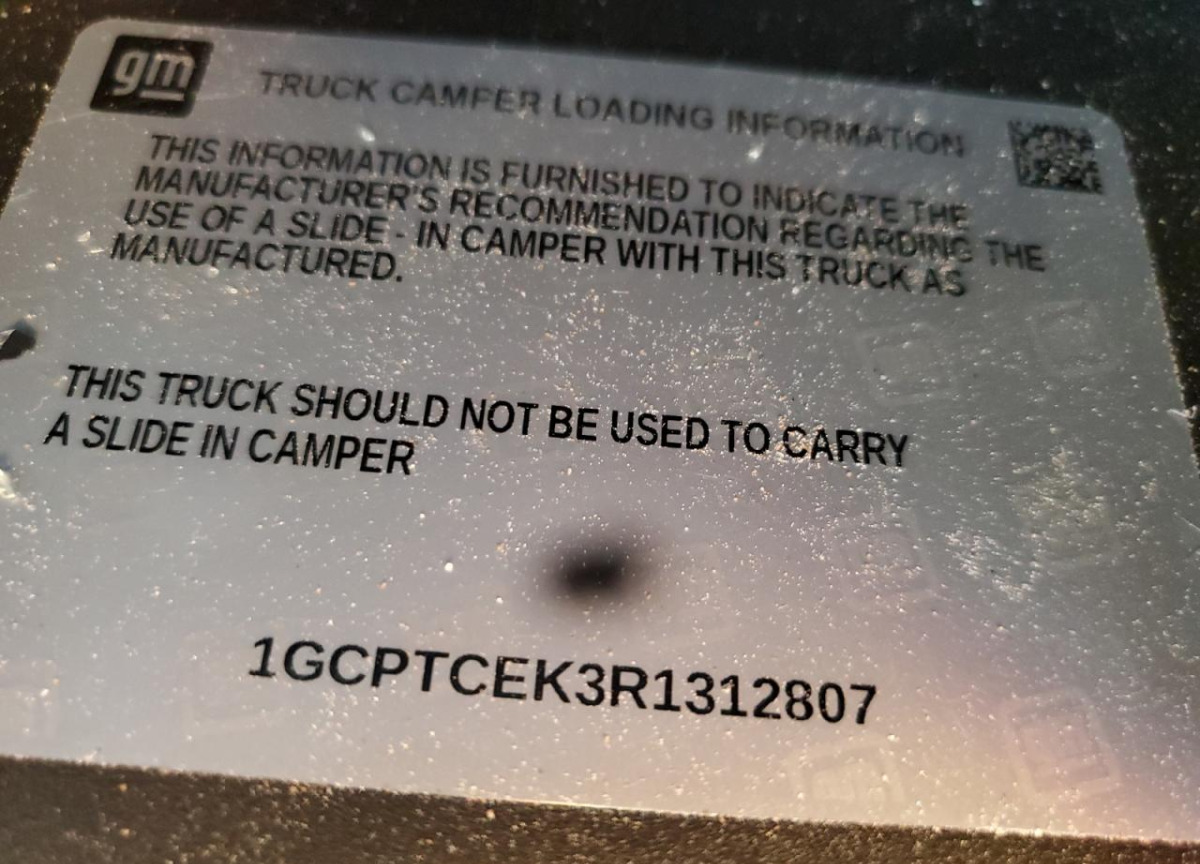 gm
TRUCK CAMPER LOADING INFORMATION
THIS INFORMATION IS FURNISHED TO INDICATE THE
MANUFACTURER'S RECOMMENDATION REGARDING THE
USE OF A SLIDE - IN CAMPER WITH THIS TRUCK AS
MANUFACTURED.
THIS TRUCK SHOULD NOT BE USED TO CARRY
A SLIDE IN CAMPER
1GCPTCEK3R1312807